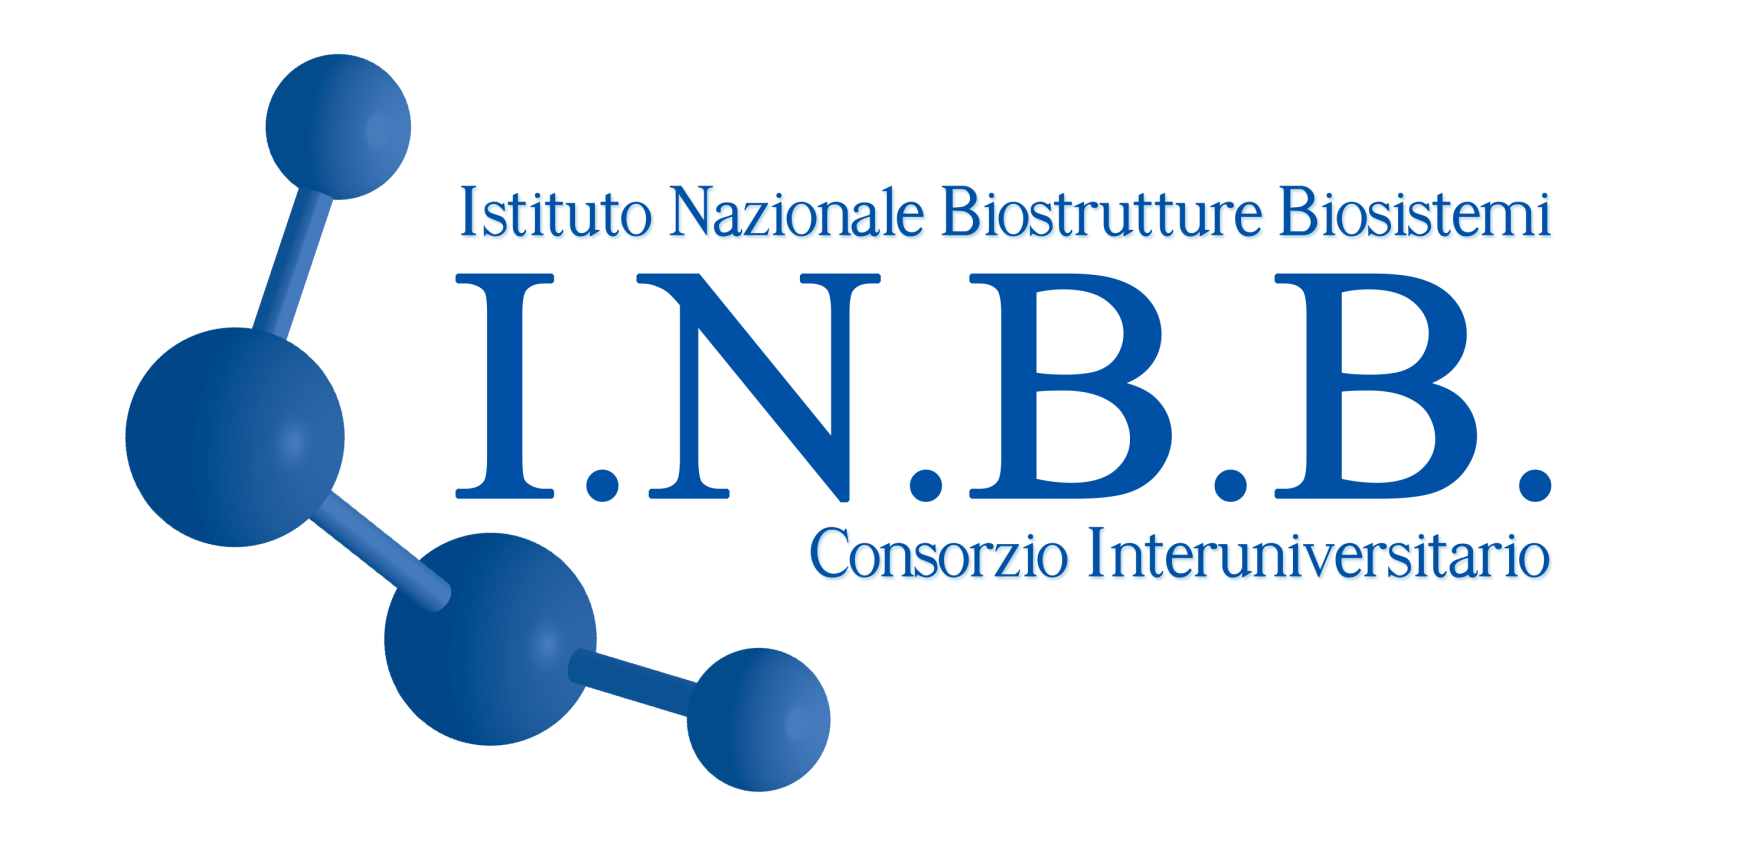 Istituto Nazionale Biostrutture Biosistemi
I.N.B.B.
Consorzio Interuniversitario